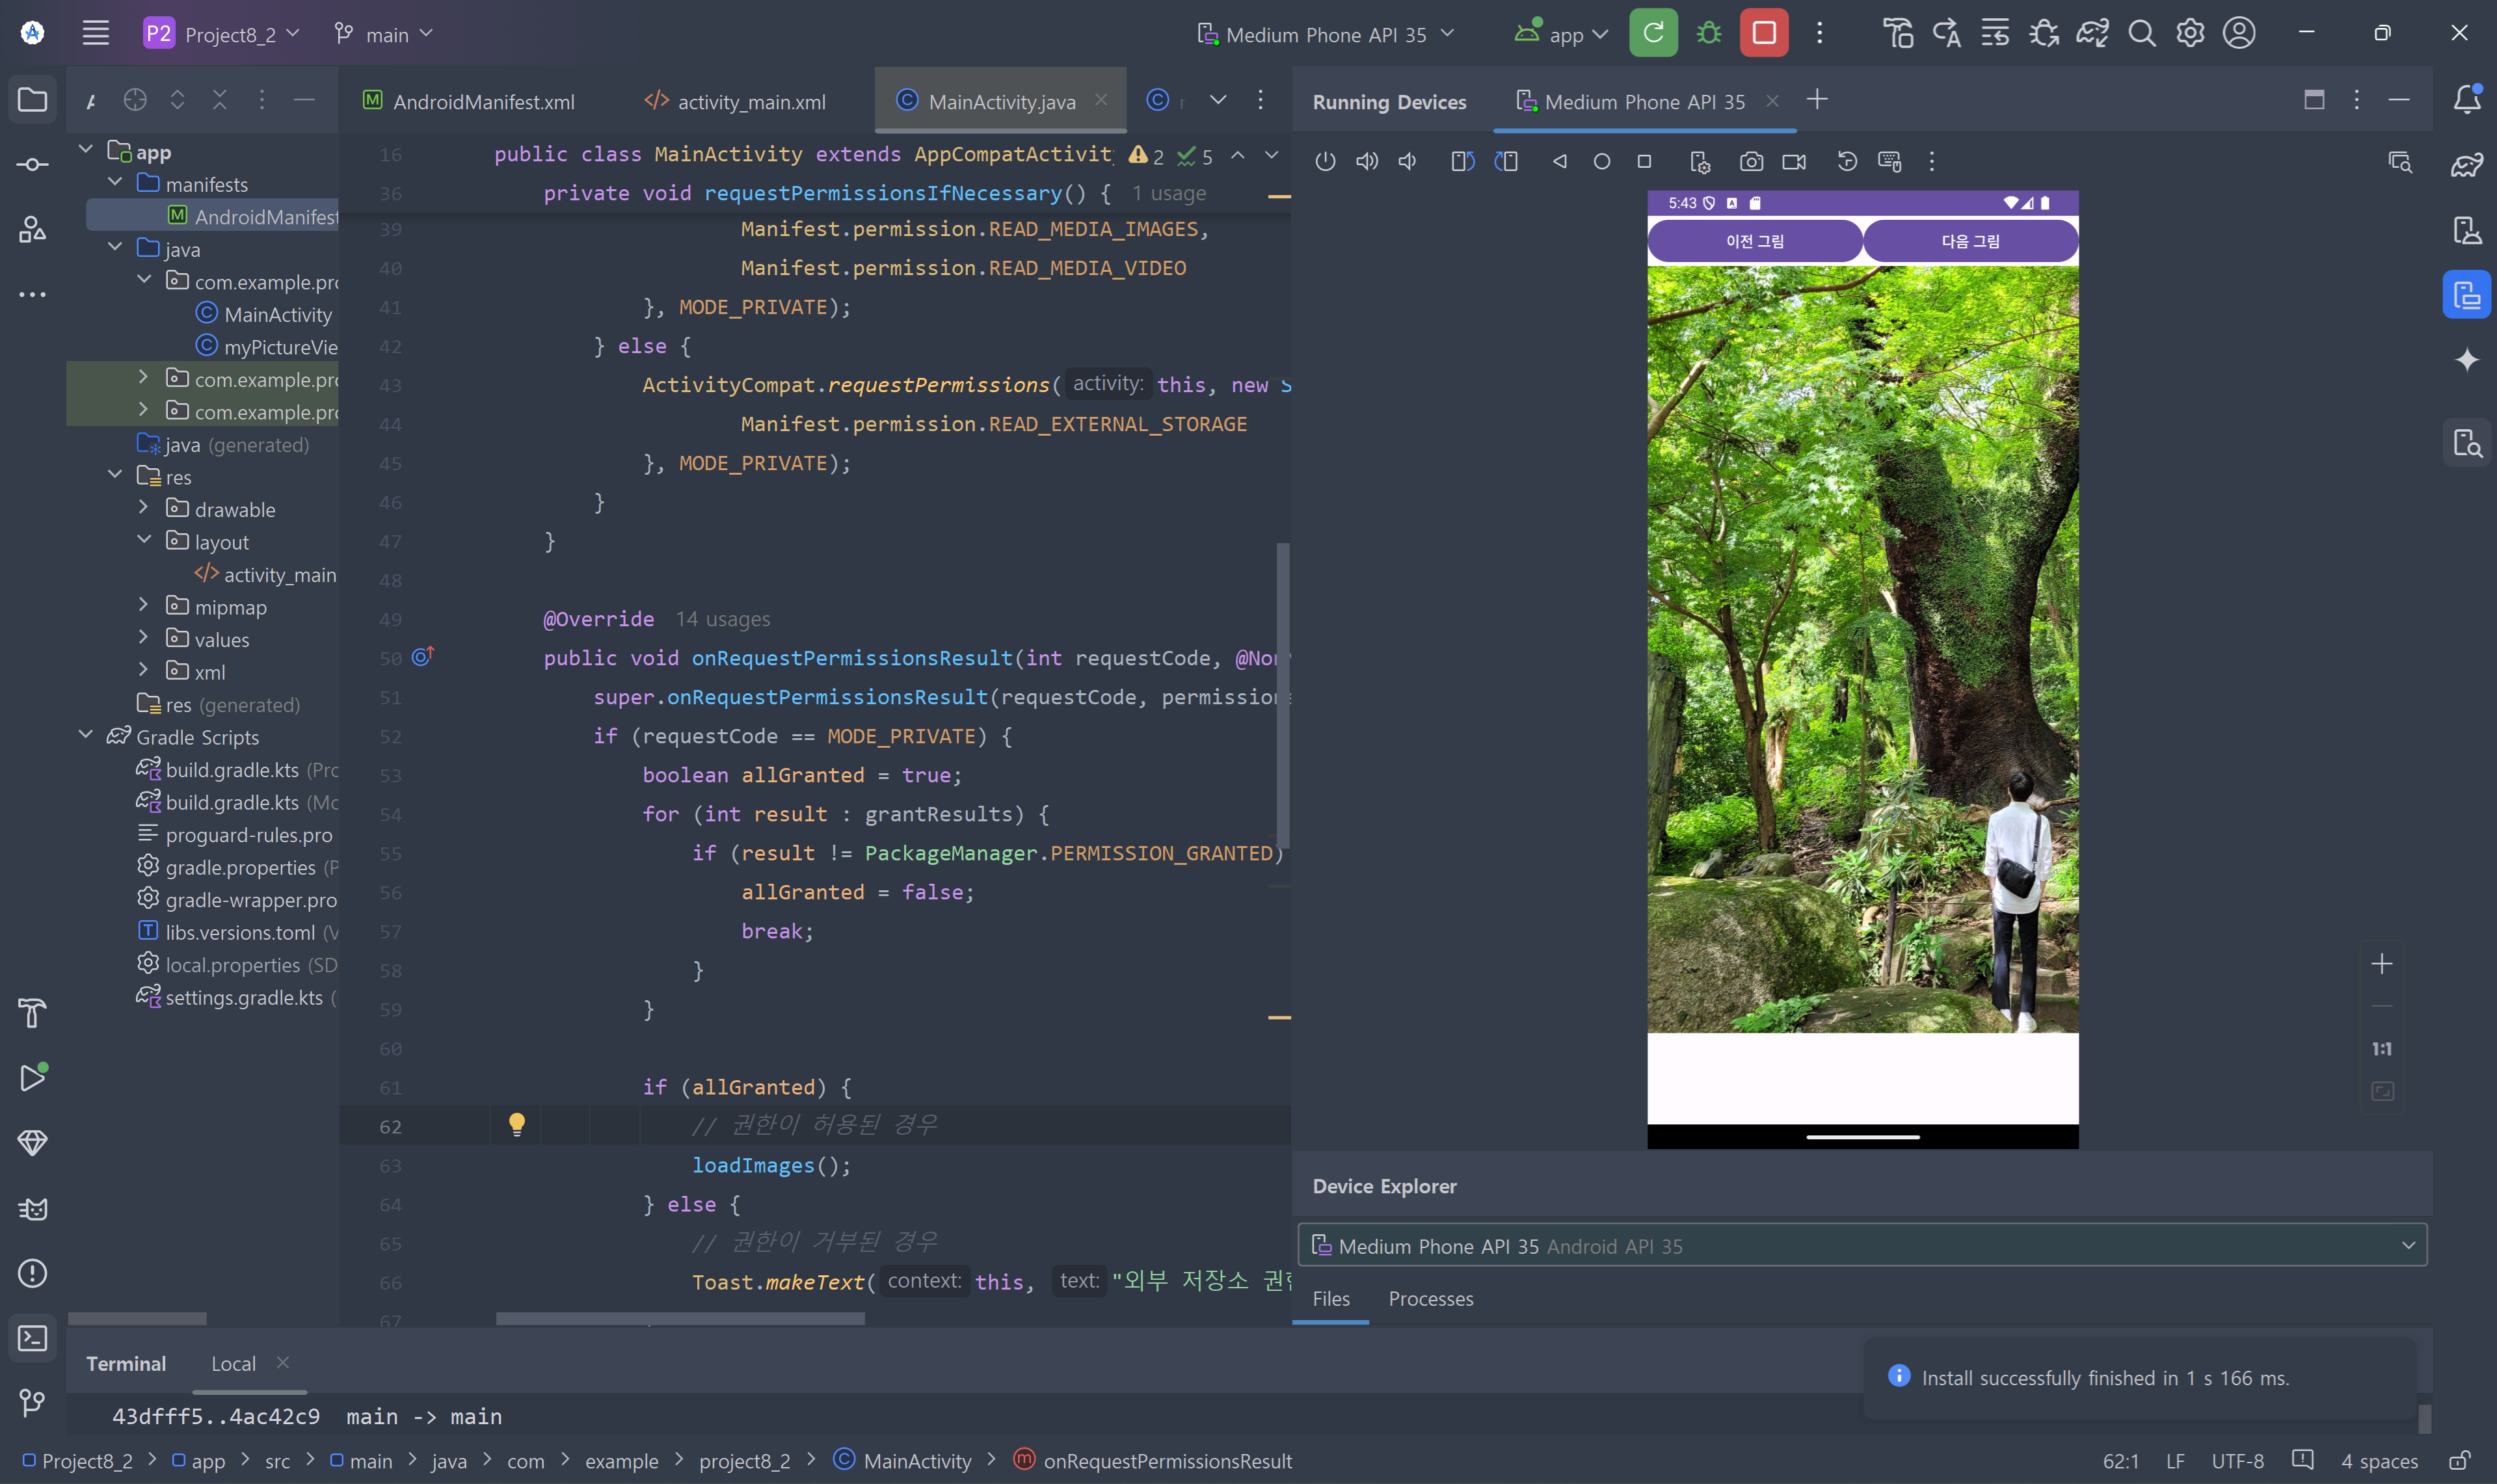 P2 Project8_2 main Medium Phone API 35 app
AndroidManifest.xml activity_main.xml MainActivity.java Running Devices Medium Phone API 35
app
manifests
AndroidManifest
java
com.example.pro
MainActivity
myPictureVie
com.example.pro
com.example.pro
java (generated)
res
drawable
layout
activity_main
mipmap
values
xml
res (generated)
Gradle Scripts
build.gradle.kts (Pro
build.gradle.kts (Mo
proguard-rules.pro
gradle.properties (P
gradle-wrapper.pro
libs.versions.toml (V
local.properties (SD
settings.gradle.kts (
16 public class MainActivity extends AppCompatActivit 2 5
36 private void requestPermissionsIfNecessary() { 1 usage
39 Manifest.permission.READ_MEDIA_IMAGES,
40 Manifest.permission.READ_MEDIA_VIDEO
41 }, MODE_PRIVATE);
42 } else {
43 ActivityCompat.requestPermissions( activity: this, new S
44 Manifest.permission.READ_EXTERNAL_STORAGE
45 }, MODE_PRIVATE);
46 }
47 }
48
49 @Override 14 usages
50 public void onRequestPermissionsResult(int requestCode, @Non
51 super.onRequestPermissionsResult(requestCode, permission
52 if (requestCode == MODE_PRIVATE) {
53 boolean allGranted = true;
54 for (int result : grantResults) {
55 if (result != PackageManager.PERMISSION_GRANTED)
56 allGranted = false;
57 break;
58 }
59 }
60
61 if (allGranted) {
62 // 권한이 허용된 경우
63 loadImages();
64 } else {
65 // 권한이 거부된 경우
66 Toast.makeText( context: this, text: "외부 저장소 권한
67
5:43
이전 그림 다음 그림
1:1
Device Explorer
Medium Phone API 35 Android API 35
Files Processes
Terminal Local
Install successfully finished in 1 s 166 ms.
43dfff5..4ac42c9 main -> main
Project8_2 > app > src > main > java > com > example > project8_2 > MainActivity > onRequestPermissionsResult 62:1 LF UTF-8 4 spaces